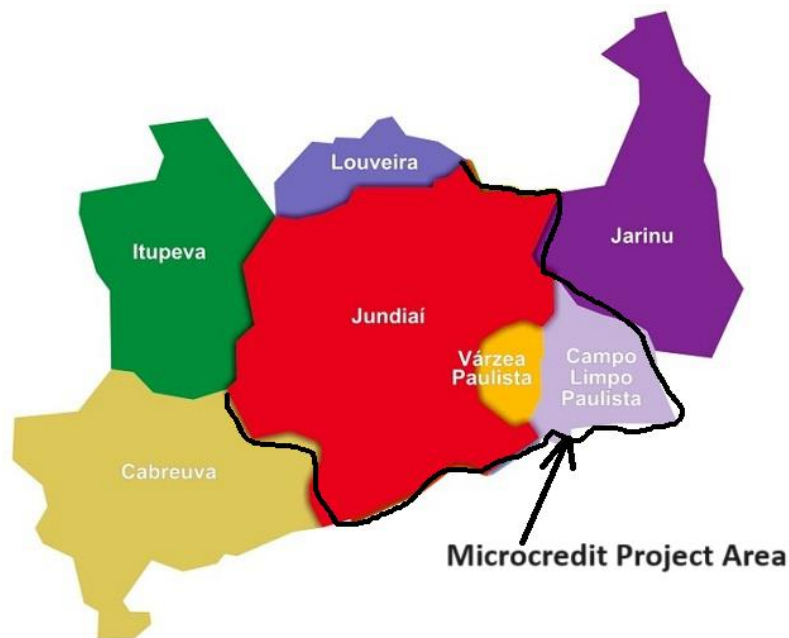 Louveira
Itupeva
Jarinu
Jundiaí
Várzea
Paulista
Campo
Limpo
Paulista
Cabreuva
Microcredit Project Area